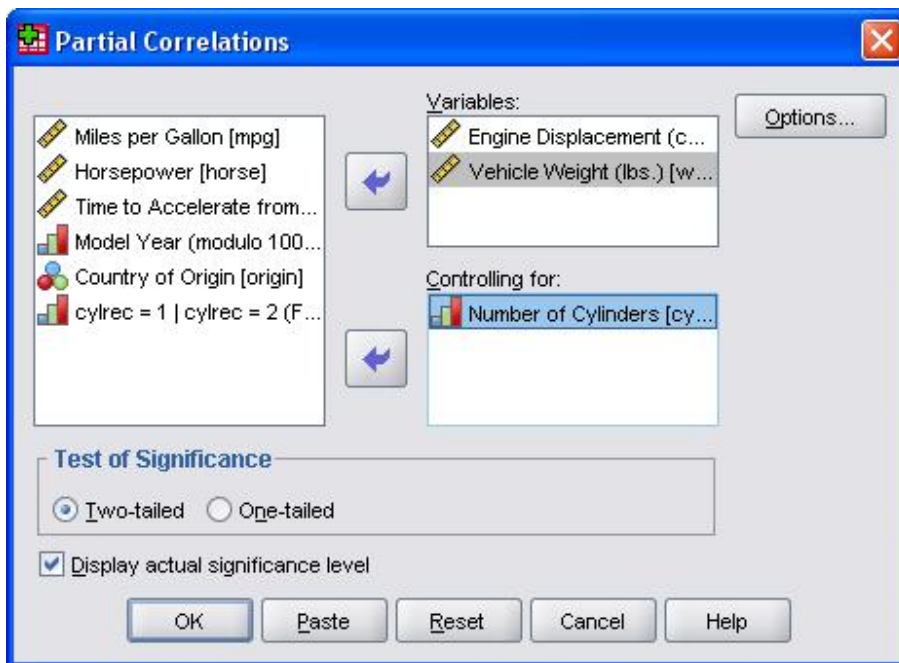 Partial Correlations
Miles per Gallon [mpg]
Horsepower [horse]
Time to Accelerate from...
Model Year (modulo 100...
Country of Origin [origin]
cylrec = 1 | cylrec = 2 (F...
Variables:
Engine Displacement (c...
Vehicle Weight (lbs.) [w...
Options...
Controlling for:
Number of Cylinders [cy...
Test of Significance
Two-tailed One-tailed
Display actual significance level
OK Paste Reset Cancel Help